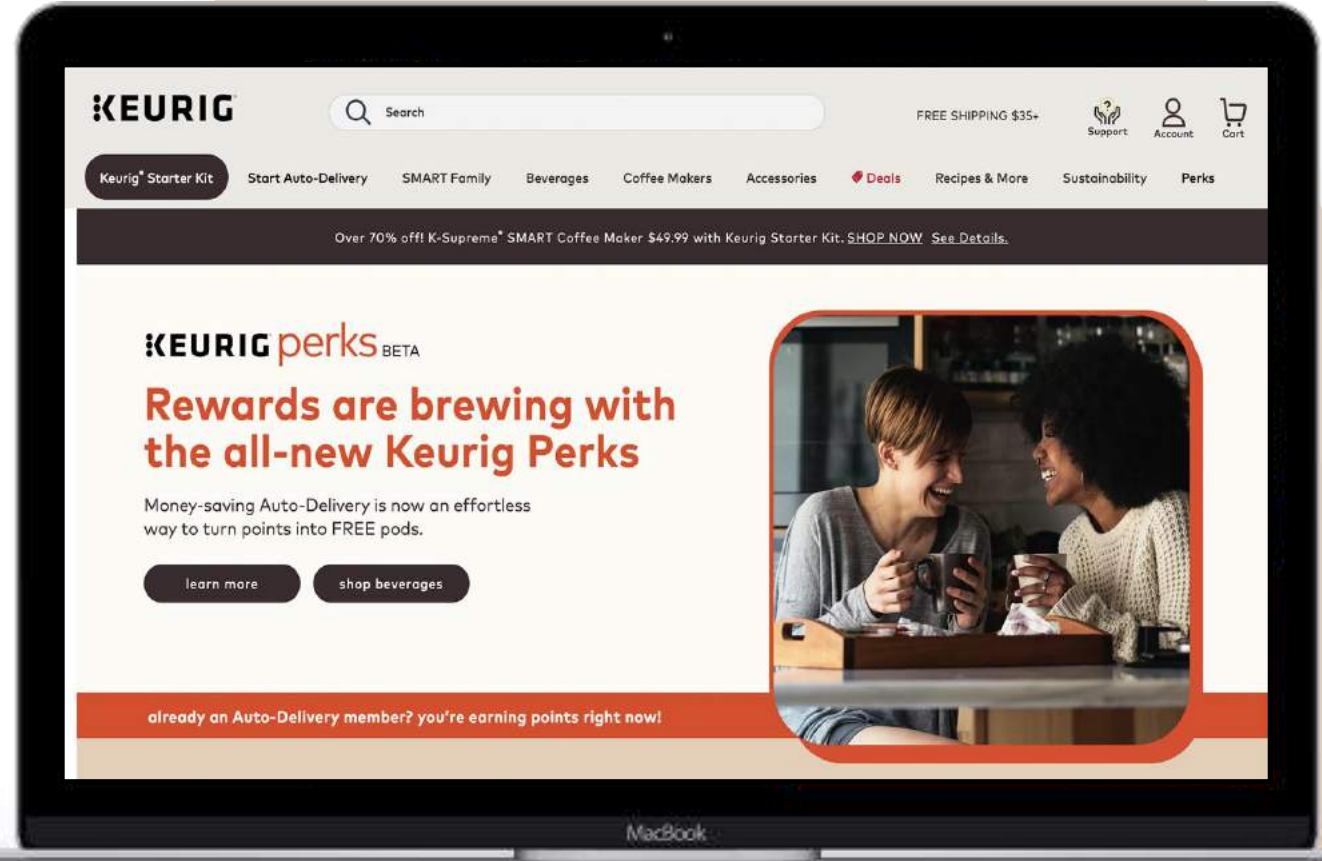 KEURIG
Search
FREE SHIPPING $35+
Support
Account
Cart
Keurig® Starter Kit
Start Auto-Delivery
SMART Family
Beverages
Coffee Makers
Accessories
Deals
Recipes & More
Sustainability
Perks
Over 70% off! K-Supreme® SMART Coffee Maker $49.99 with Keurig Starter Kit. SHOP NOW See Details.
KEURIG perks BETA
Rewards are brewing with
the all-new Keurig Perks
Money-saving Auto-Delivery is now an effortless
way to turn points into FREE pods.
learn more
shop beverages
already an Auto-Delivery member? you're earning points right now!
MacBook